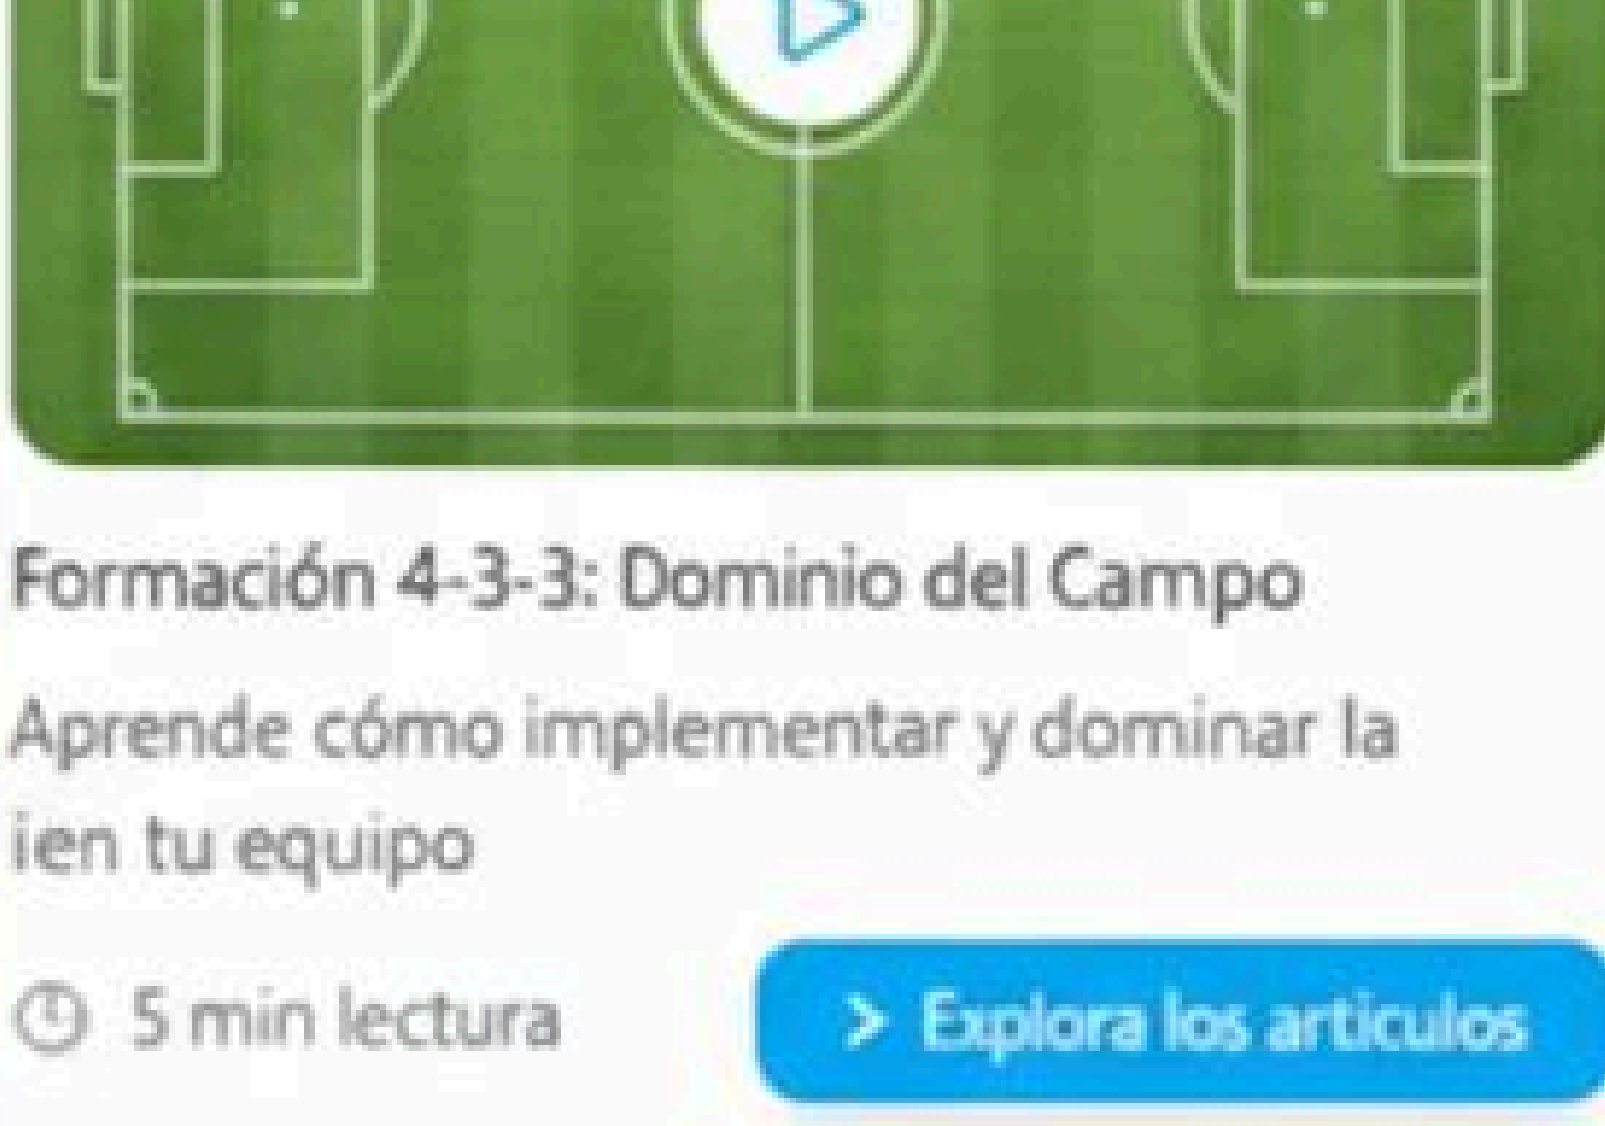 Formación 4-3-3: Dominio del Campo
Aprende cómo implementar y dominar la
ien tu equipo
5 min lectura
> Explora los artículos